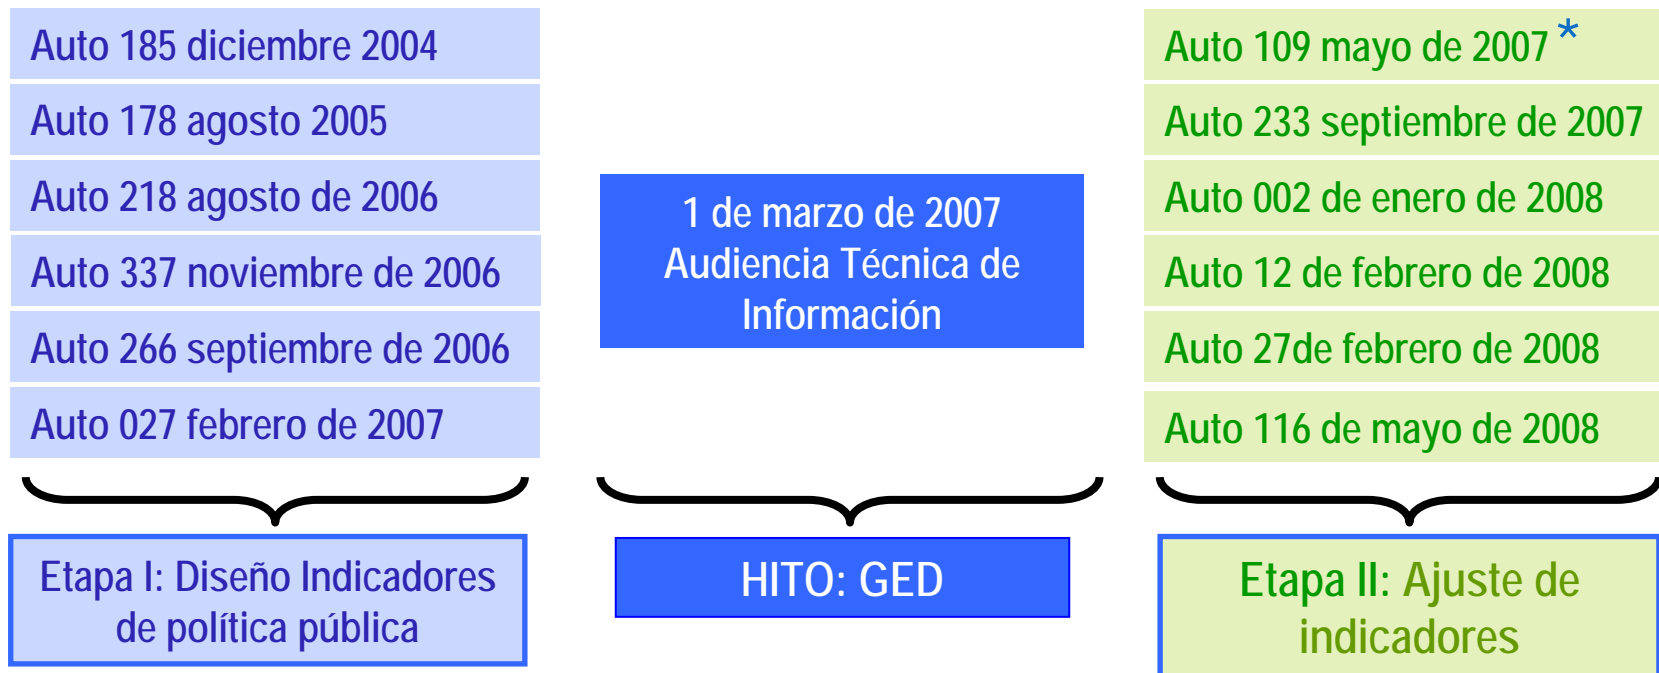 Auto 185 diciembre 2004
Auto 178 agosto 2005
Auto 218 agosto de 2006
Auto 337 noviembre de 2006
Auto 266 septiembre de 2006
Auto 027 febrero de 2007
Etapa I: Diseño Indicadores
de política pública
1 de marzo de 2007
Audiencia Técnica de
Información
HITO: GED
Auto 109 mayo de 2007 *
Auto 233 septiembre de 2007
Auto 002 de enero de 2008
Auto 12 de febrero de 2008
Auto 27de febrero de 2008
Auto 116 de mayo de 2008
Etapa II: Ajuste de
indicadores